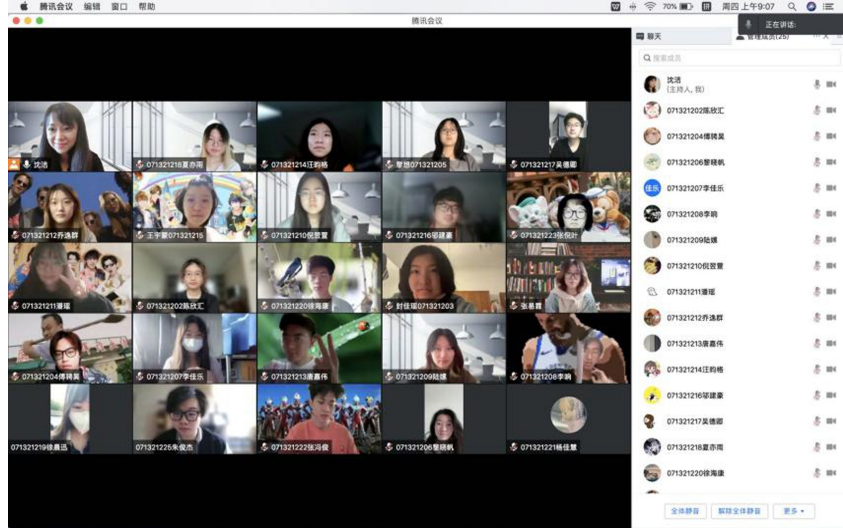 腾讯会议 编辑 窗口 帮助
70% 周四上午9:07
腾讯会议
正在讲话:
聊天
管理成员(25)
搜索成员
沈洁
071321218夏亦雨
071321214汪昀格
071321205
071321217吴德卿
071321212乔逸群
王宇蒙071321215
071321210倪翌萱
071321216邬建豪
071321223张倪叶
071321211潘瑶
071321202陈欣汇
071321220徐海康
封佳瑶071321203
张慕霞
071321204傅骋昊
071321207李佳乐
071321213唐嘉伟
071321209陆婕
071321208李响
071321219徐晨迅
071321225朱俊杰
071321222张冯俊
071321206黎晓帆
071321221杨佳慧
沈洁
(主持人, 我)
071321202陈欣汇
071321204傅骋昊
071321206黎晓帆
佳乐
071321207李佳乐
071321208李响
071321209陆婕
071321210倪翌萱
071321211潘瑶
071321212乔逸群
071321213唐嘉伟
071321214汪昀格
071321216邬建豪
071321217吴德卿
071321218夏亦雨
071321220徐海康
全体静音
解除全体静音
更多